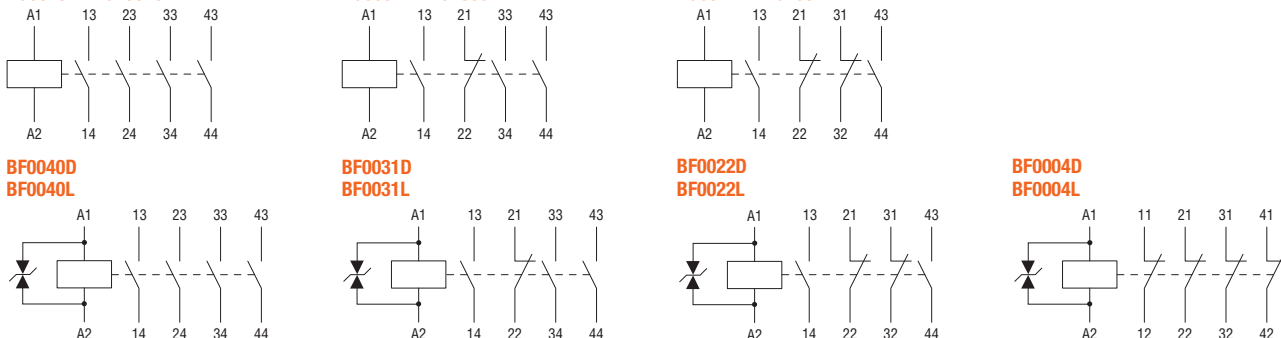 A1 13 23 33 43
A1 13 21 33 43
A1 13 21 31 43
A2 14 24 34 44
A2 14 22 34 44
A2 14 22 32 44
BF0040D
BF0040L
BF0031D
BF0031L
BF0022D
BF0022L
BF0004D
BF0004L
A1 13 23 33 43
A1 13 21 33 43
A1 13 21 31 43
A1 11 21 31 41
A2 14 24 34 44
A2 14 22 34 44
A2 14 22 32 44
A2 12 22 32 42